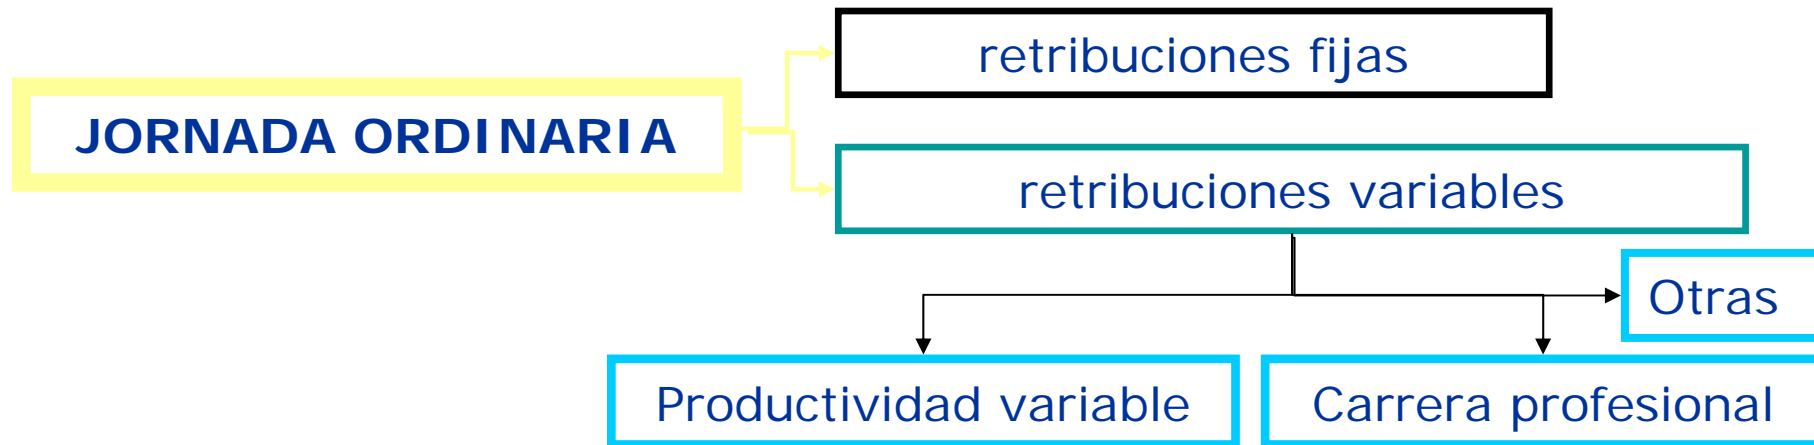 retribuciones fijas
JORNADA ORDINARIA
retribuciones variables
Otras
Productividad variable
Carrera profesional